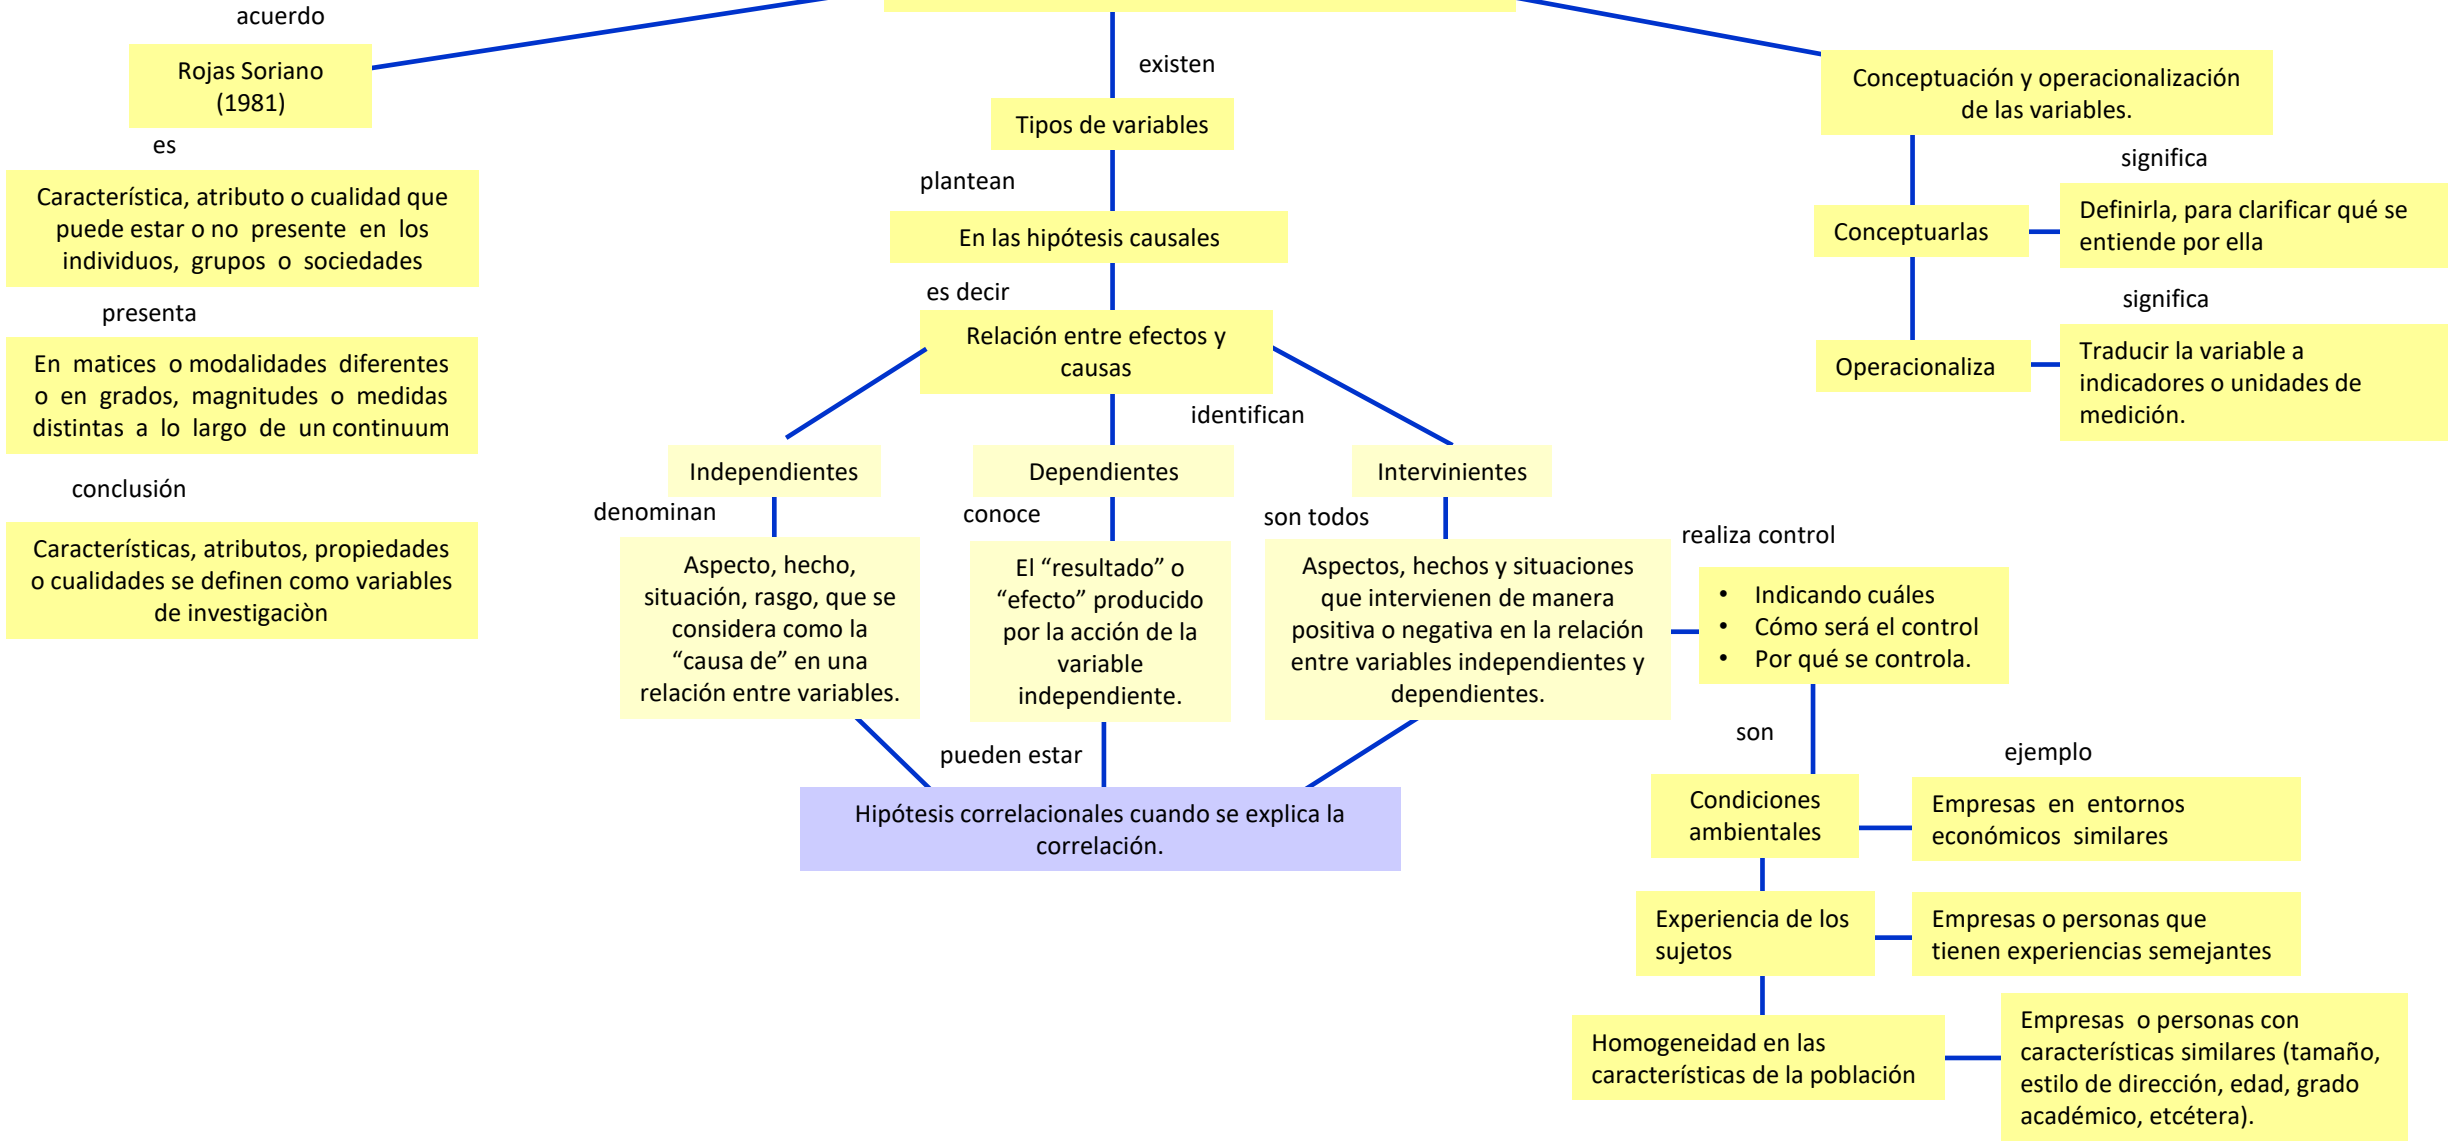 acuerdo
Rojas Soriano
(1981)
es
Característica, atributo o cualidad que
puede estar o no presente en los
individuos, grupos o sociedades
presenta
En matices o modalidades diferentes
o en grados, magnitudes o medidas
distintas a lo largo de un continuum
conclusión
Características, atributos, propiedades
o cualidades se definen como variables
de investigaciòn
existen
Tipos de variables
plantean
En las hipótesis causales
es decir
Relación entre efectos y
causas
identifican
Independientes
denominan
Aspecto, hecho,
situación, rasgo, que se
considera como la
“causa de” en una
relación entre variables.
Dependientes
conoce
El “resultado” o
“efecto” producido
por la acción de la
variable
independiente.
Intervinientes
son todos
Aspectos, hechos y situaciones
que intervienen de manera
positiva o negativa en la relación
entre variables independientes y
dependientes.
pueden estar
Hipótesis correlacionales cuando se explica la
correlación.
realiza control
• Indicando cuáles
• Cómo será el control
• Por qué se controla.
son
Condiciones
ambientales
ejemplo
Empresas en entornos
económicos similares
Experiencia de los
sujetos
Empresas o personas que
tienen experiencias semejantes
Homogeneidad en las
características de la población
Empresas o personas con
características similares (tamaño,
estilo de dirección, edad, grado
académico, etcétera).
Conceptuación y operacionalización
de las variables.
significa
Conceptuarlas
Definirla, para clarificar qué se
entiende por ella
significa
Operacionaliza
Traducir la variable a
indicadores o unidades de
medición.